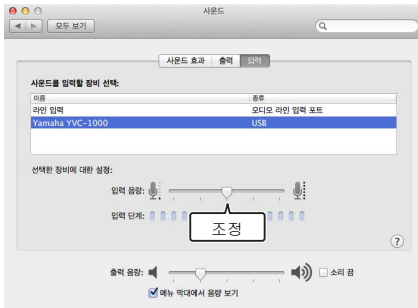 사운드
모두 보기
사운드 효과 출력 입력
사운드를 입력할 장비 선택:
이름 종류
라인 입력 오디오 라인 입력 포트
Yamaha YVC-1000 USB
선택한 장비에 대한 설정:
입력 음량:
입력 단계:
조정
?
출력 음량: 소리 끔
메뉴 막대에서 음량 보기